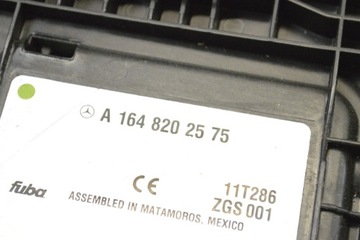 A 164 820 25 75
11T286
fuba
CE
ZGS 001
ASSEMBLED IN MATAMOROS, MEXICO